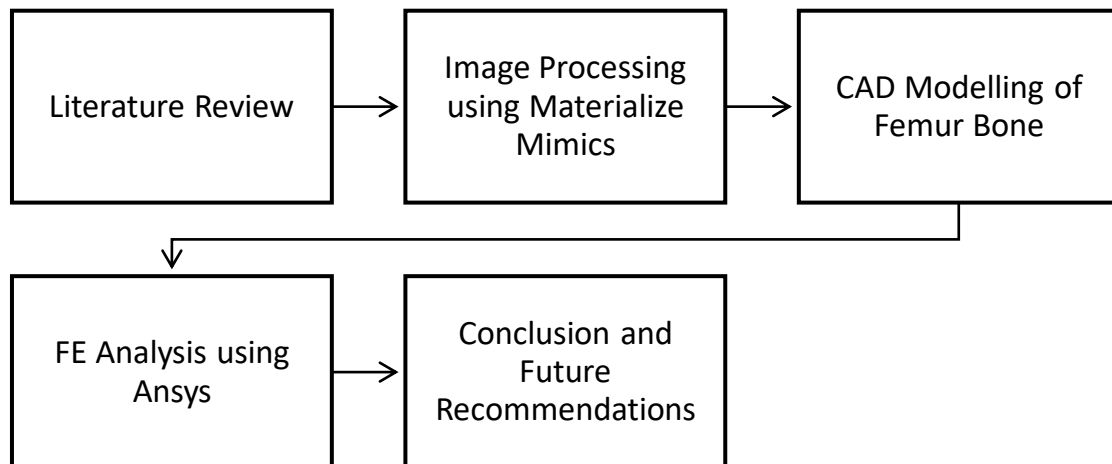 Literature Review
Image Processing
using Materialize
Mimics
CAD Modelling of
Femur Bone
FE Analysis using
Ansys
Conclusion and
Future
Recommendations